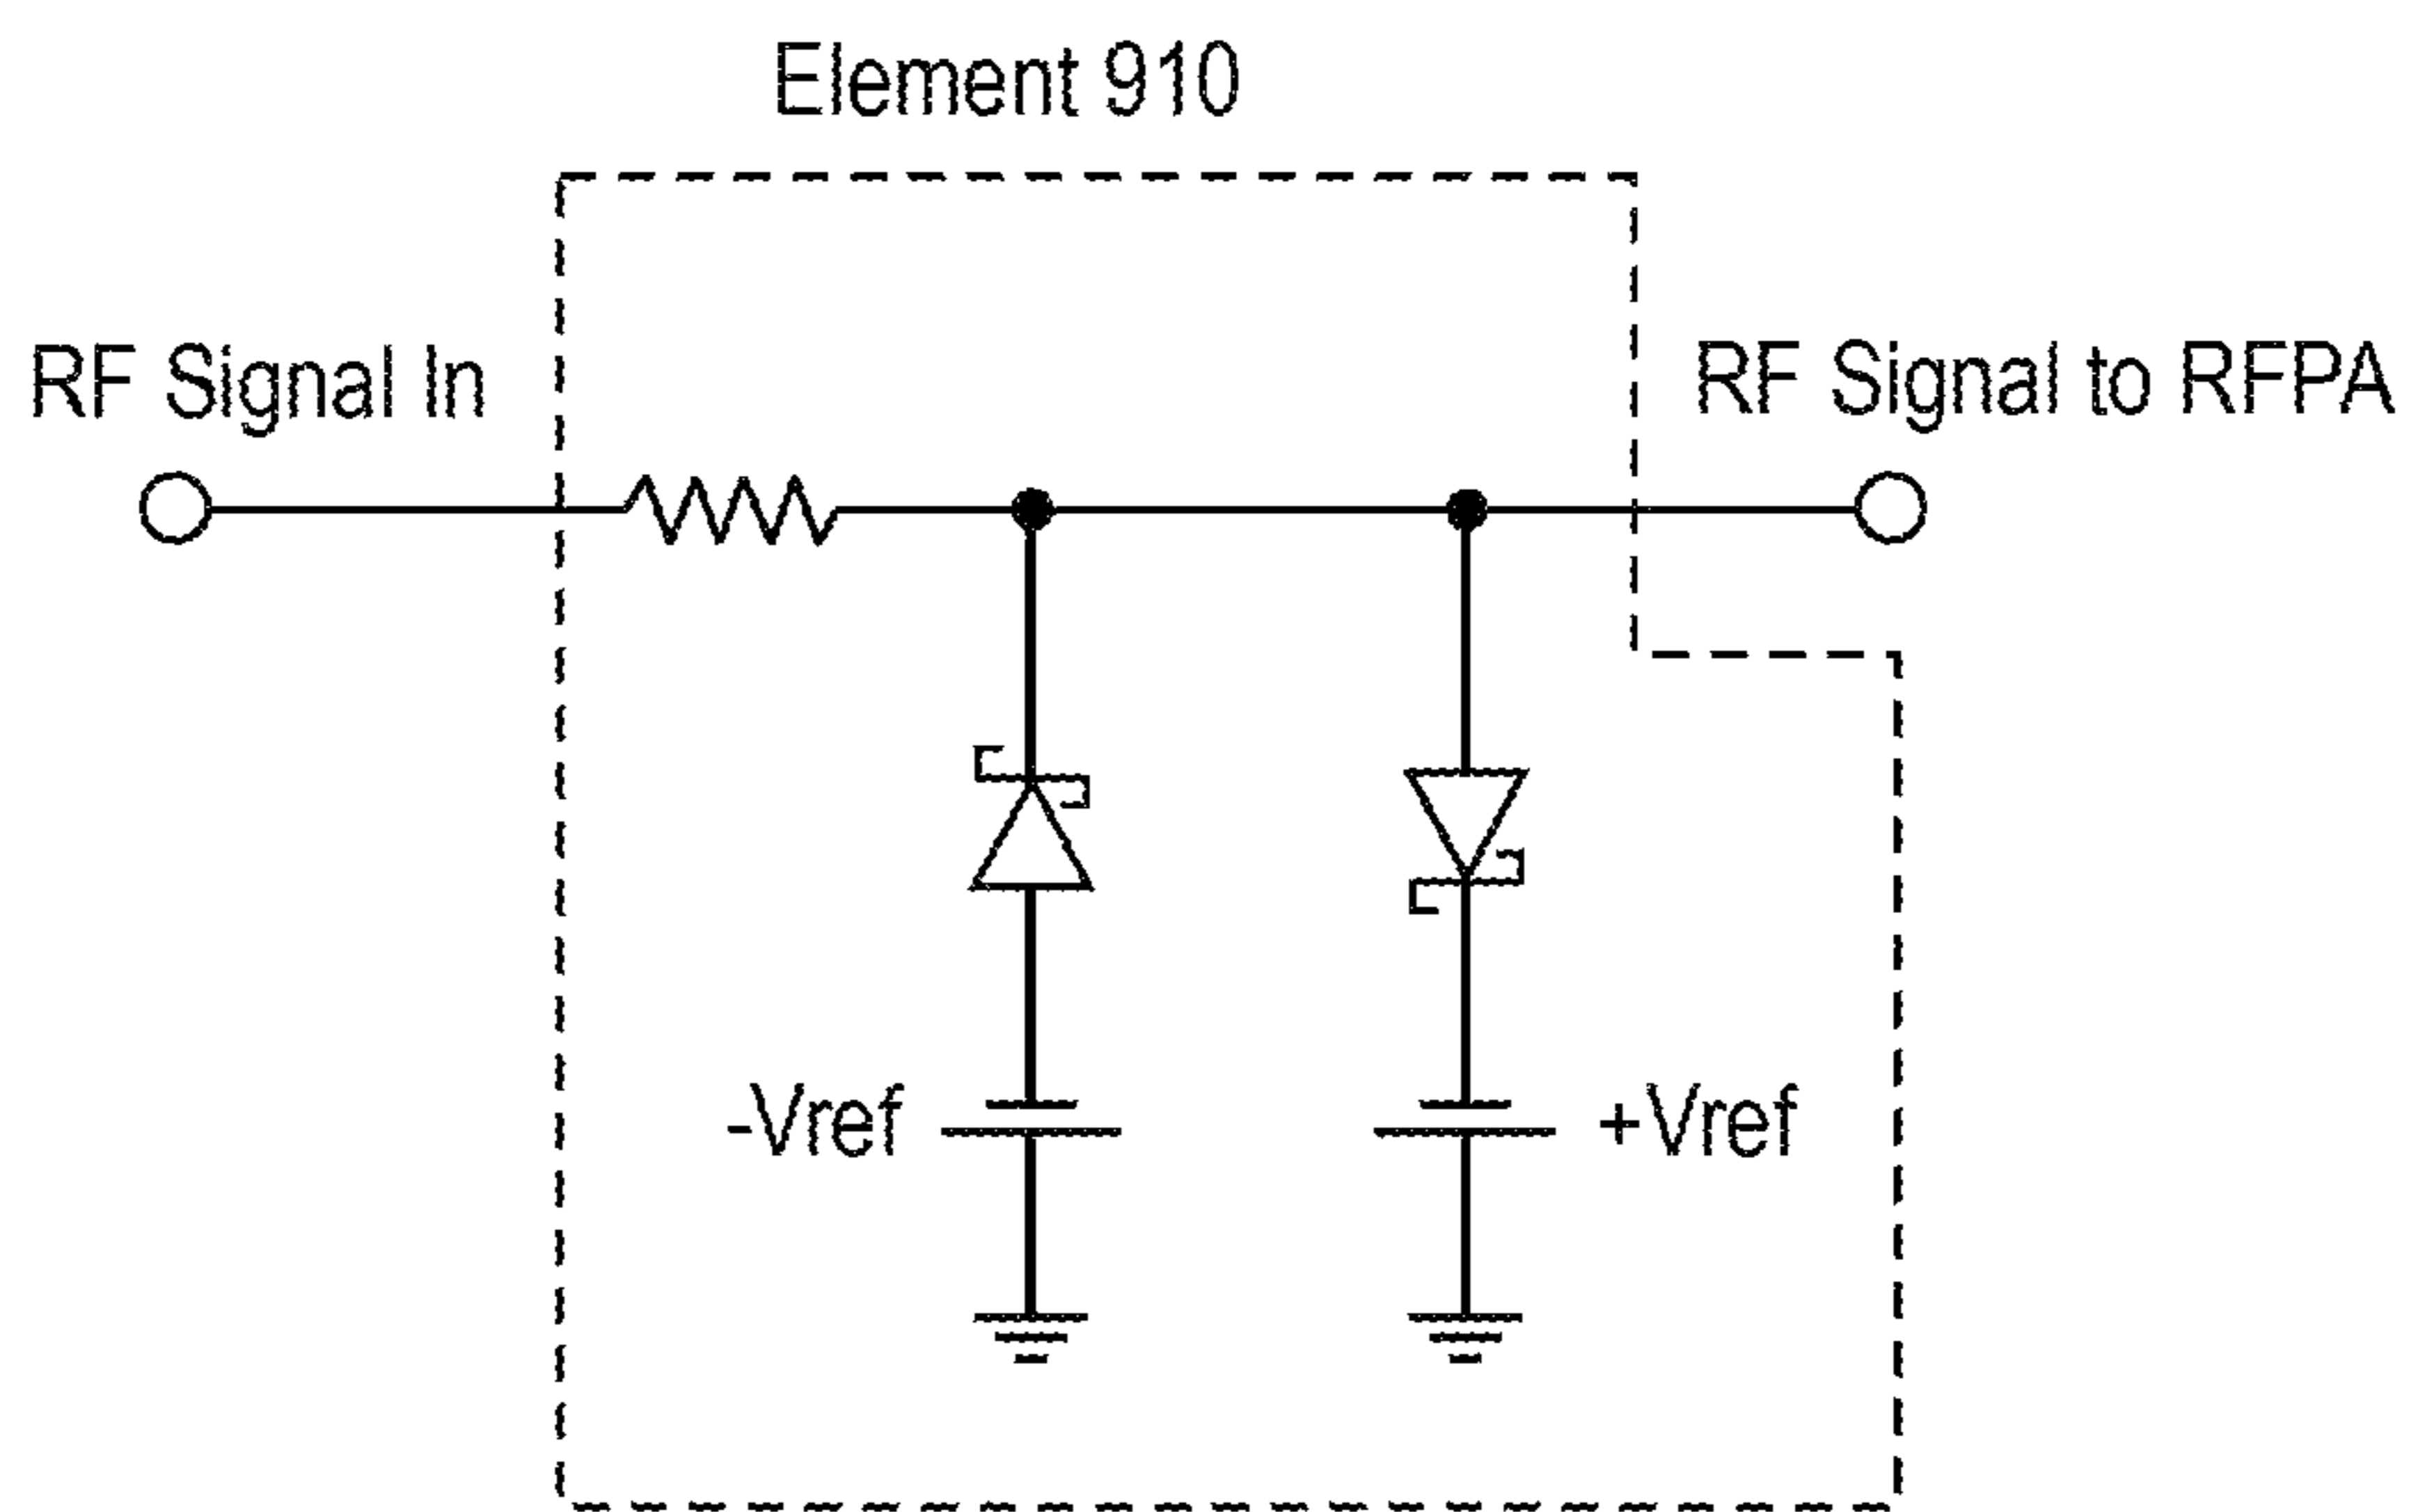 Element 910
RF Signal In
RF Signal to RFPA
-Vref
+Vref